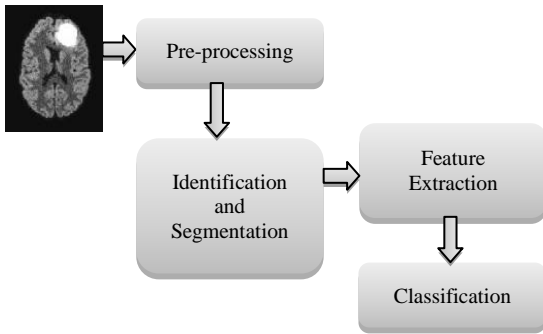 Pre-processing
Identification
and
Segmentation
Feature
Extraction
Classification